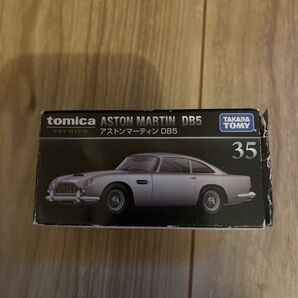 tomica ASTON MARTIN DB5
PREMIUM アストンマーティン DB5
TAKARA
TOMY
35